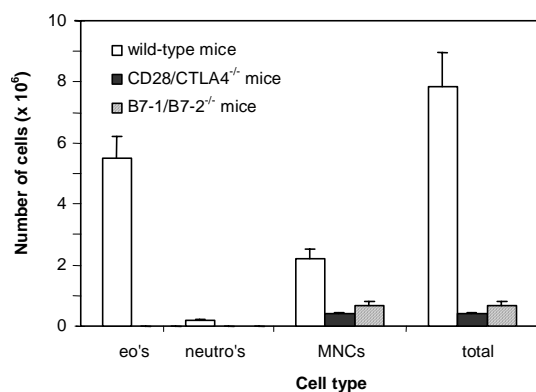 10
8
6
4
2
0
Number of cells (x 10⁶)
wild-type mice
CD28/CTLA4⁻/⁻ mice
B7-1/B7-2⁻/⁻ mice
eo's neutro's MNCs total
Cell type